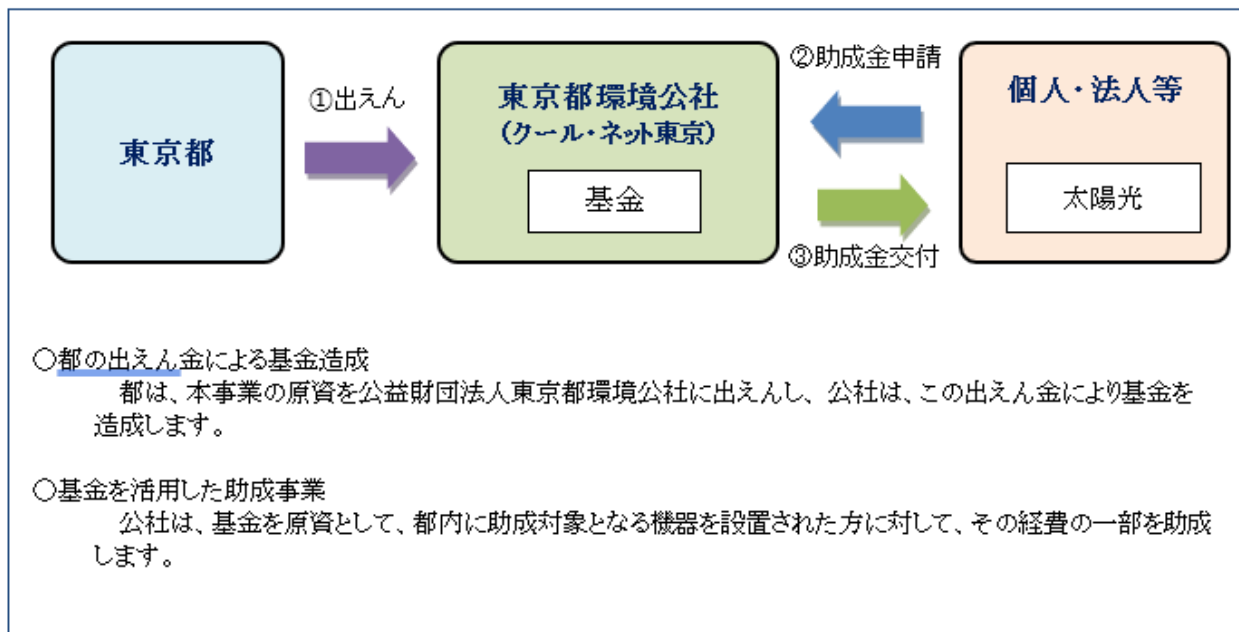 東京都
①出えん
東京都環境公社
(クール・ネット東京)
基金
②助成金申請
③助成金交付
個人・法人等
太陽光
○都の出えん金による基金造成
都は、本事業の原資を公益財団法人東京都環境公社に出えんし、公社は、この出えん金により基金を
造成します。
○基金を活用した助成事業
公社は、基金を原資として、都内に助成対象となる機器を設置された方に対して、その経費の一部を助成
します。